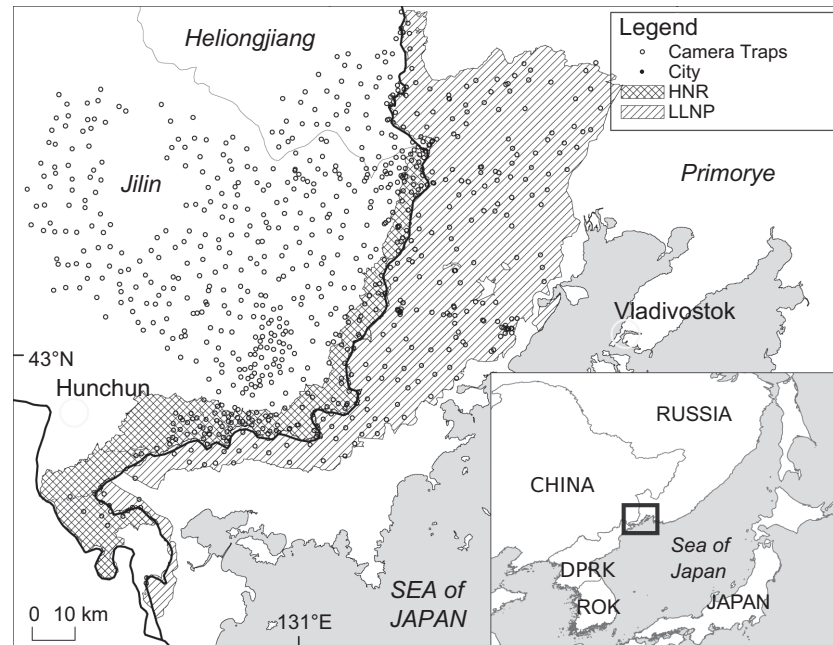 Heliongjiang
Legend
Camera Traps
City
HNR
LLNP
Jilin
Primorye
Vladivostok
43°N
Hunchun
RUSSIA
CHINA
SEA of
JAPAN
Sea of
Japan
DPRK
ROK
JAPAN
0 10 km
131°E